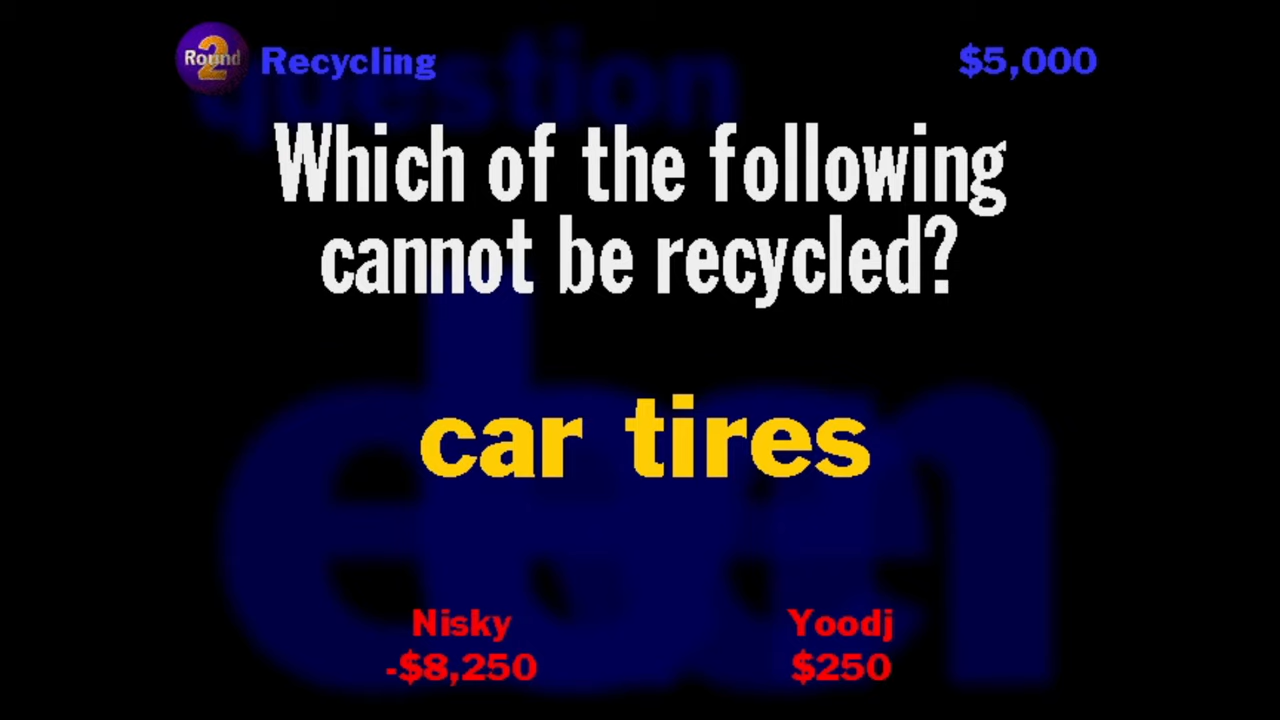 Round 2 Recycling $5,000
question
Which of the following
cannot be recycled?
car tires
Nisky Yoodj
-$8,250 $250